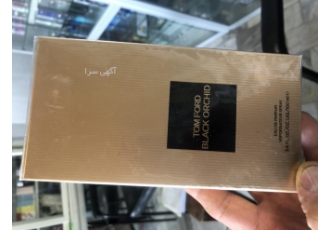 آگهی سرا
TOM FORD
BLACK ORCHID
EAU DE PARFUM